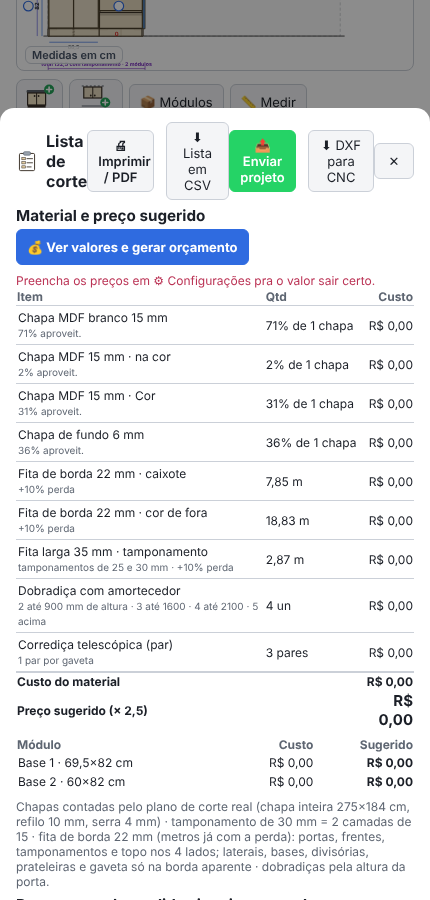 Medidas em cm
📦 Módulos
📏 Medir
📋 Lista de corte
🖨 Imprimir / PDF
⬇ Lista em CSV
📤 Enviar projeto
⬇ DXF para CNC
✕
Material e preço sugerido
💰 Ver valores e gerar orçamento
Preencha os preços em ⚙ Configurações pra o valor sair certo.
Item Qtd Custo
Chapa MDF branco 15 mm 71% de 1 chapa R$ 0,00
71% aproveit.
Chapa MDF 15 mm · na cor 2% de 1 chapa R$ 0,00
2% aproveit.
Chapa MDF 15 mm · Cor 31% de 1 chapa R$ 0,00
31% aproveit.
Chapa de fundo 6 mm 36% de 1 chapa R$ 0,00
36% aproveit.
Fita de borda 22 mm · caixote 7,85 m R$ 0,00
+10% perda
Fita de borda 22 mm · cor de fora 18,83 m R$ 0,00
+10% perda
Fita larga 35 mm · tamponamento 2,87 m R$ 0,00
tamponamentos de 25 e 30 mm · +10% perda
Dobradiça com amortecedor 4 un R$ 0,00
2 até 900 mm de altura · 3 até 1600 · 4 até 2100 · 5
acima
Corrediça telescópica (par) 3 pares R$ 0,00
1 par por gaveta
Custo do material R$ 0,00
Preço sugerido (× 2,5) R$ 0,00
Módulo Custo Sugerido
Base 1 · 69,5×82 cm R$ 0,00 R$ 0,00
Base 2 · 60×82 cm R$ 0,00 R$ 0,00
Chapas contadas pelo plano de corte real (chapa inteira 275×184 cm,
refilo 10 mm, serra 4 mm) · tamponamento de 30 mm = 2 camadas de
15 · fita de borda 22 mm (metros já com a perda): portas, frentes,
tamponamentos e topo nos 4 lados; laterais, bases, divisórias,
prateleiras e gaveta só na borda aparente · dobradiças pela altura da
porta.